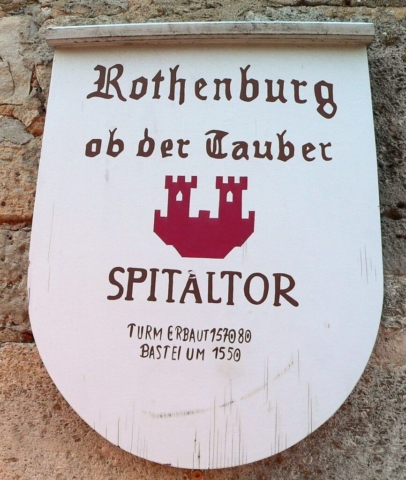 Rothenburg
ob der Tauber
SPITALTOR
TURM ERBAUT 1570 80
BASTEI UM 1550